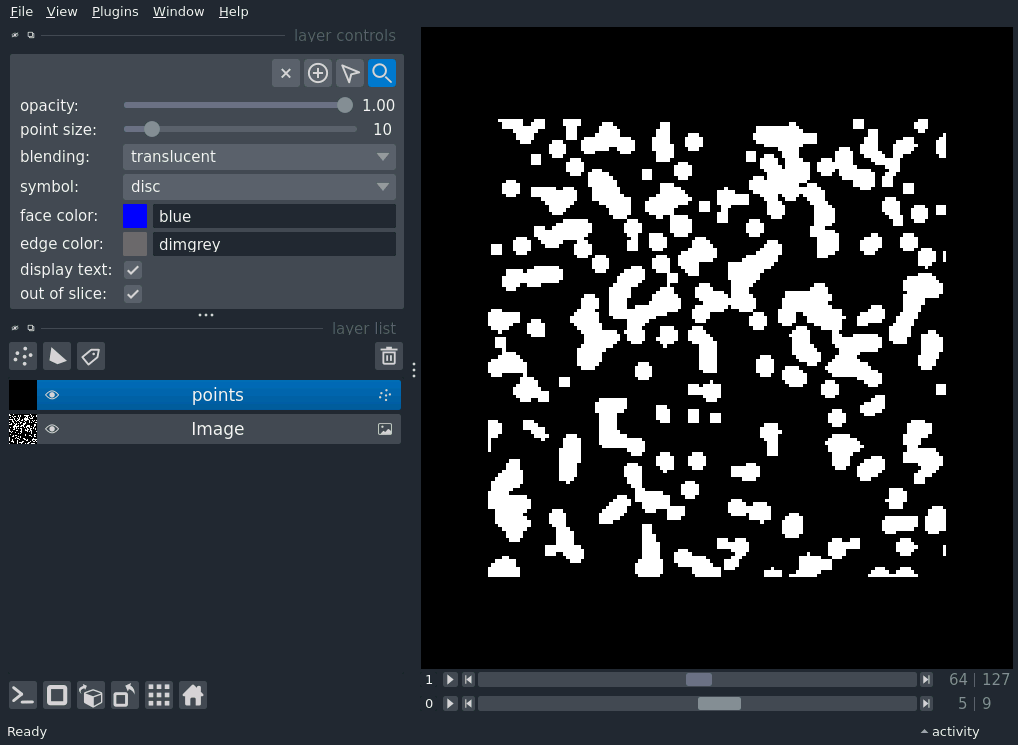 File View Plugins Window Help
layer controls
opacity: 1.00
point size: 10
blending: translucent
symbol: disc
face color: blue
edge color: dimgrey
display text:
out of slice:
layer list
points
Image
1 64 | 127
0 5 | 9
Ready activity